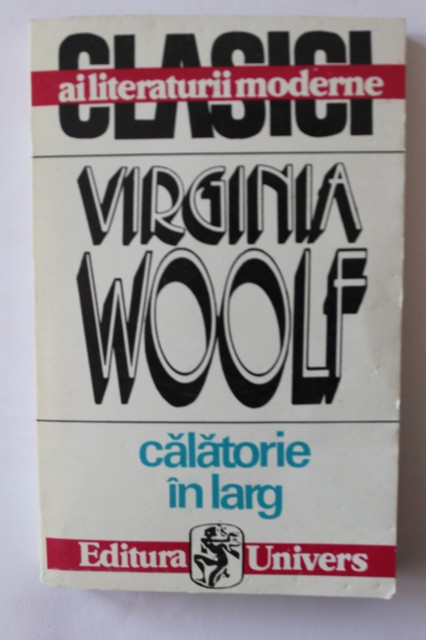 CLASICI
ai literaturii moderne
VIRGINIA
WOOLF
călătorie
în larg
Editura Univers